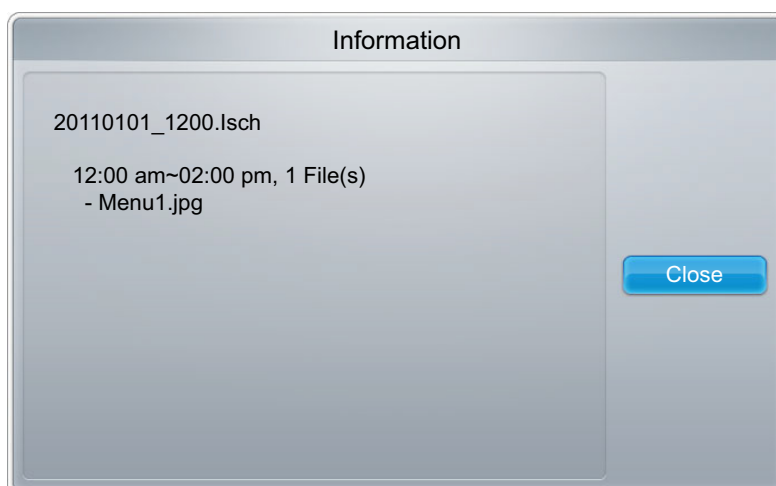 Information
20110101_1200.lsch
12:00 am~02:00 pm, 1 File(s)
- Menu1.jpg
Close